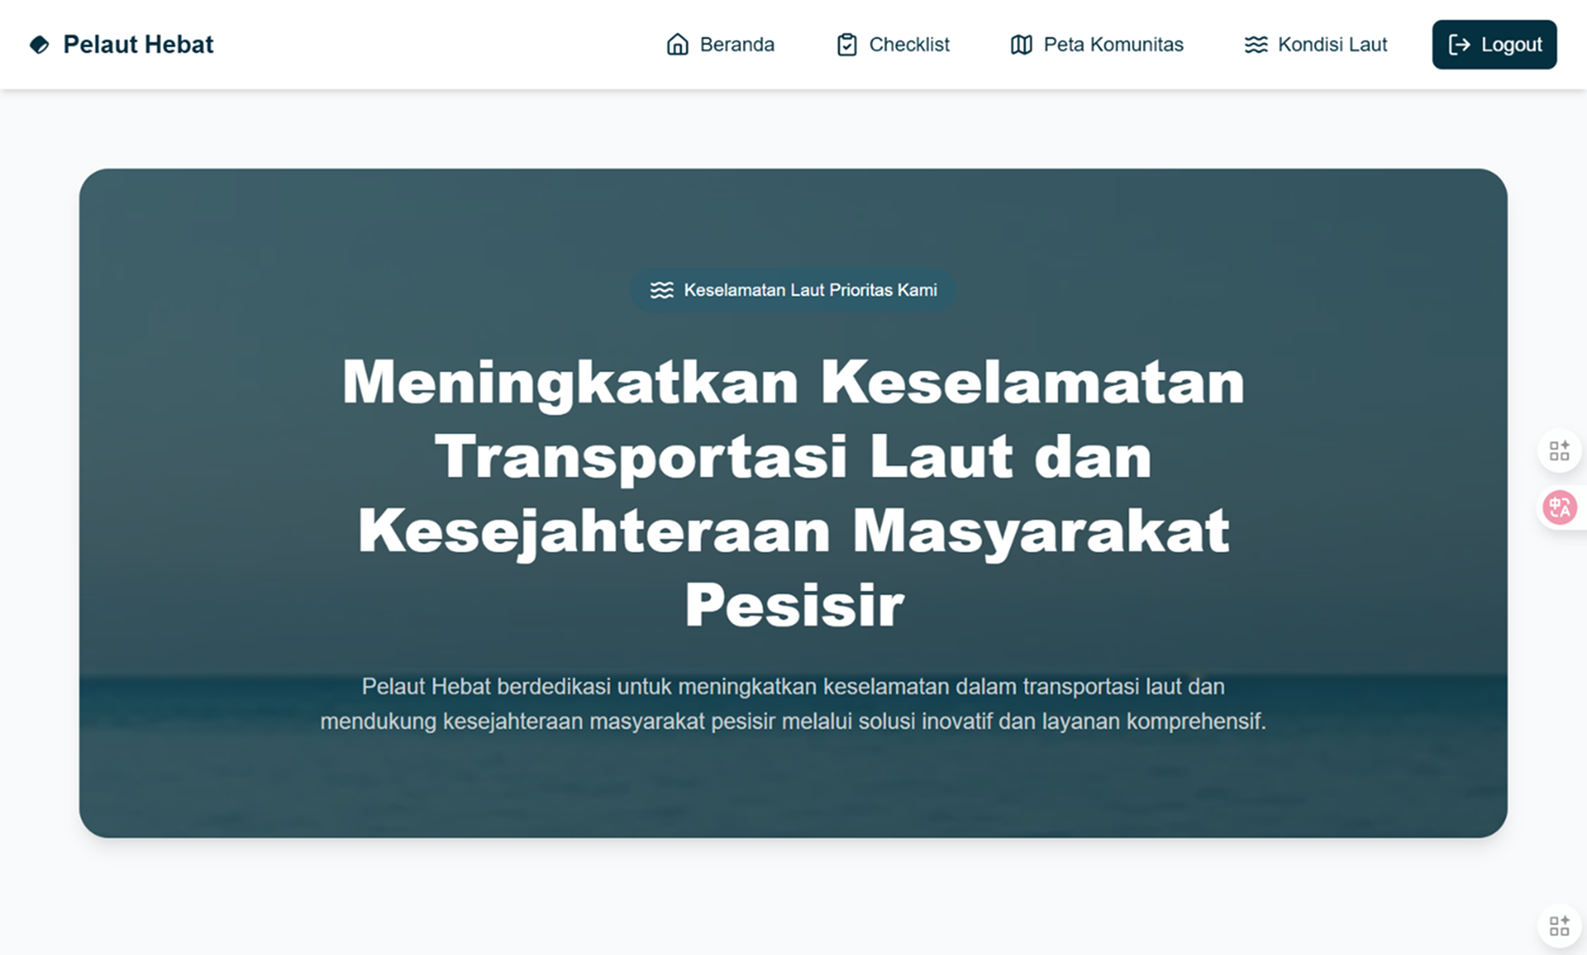 Pelaut Hebat
Beranda
Checklist
Peta Komunitas
Kondisi Laut
Logout
Keselamatan Laut Prioritas Kami
Meningkatkan Keselamatan
Transportasi Laut dan
Kesejahteraan Masyarakat
Pesisir
Pelaut Hebat berdedikasi untuk meningkatkan keselamatan dalam transportasi laut dan
mendukung kesejahteraan masyarakat pesisir melalui solusi inovatif dan layanan komprehensif.
中A